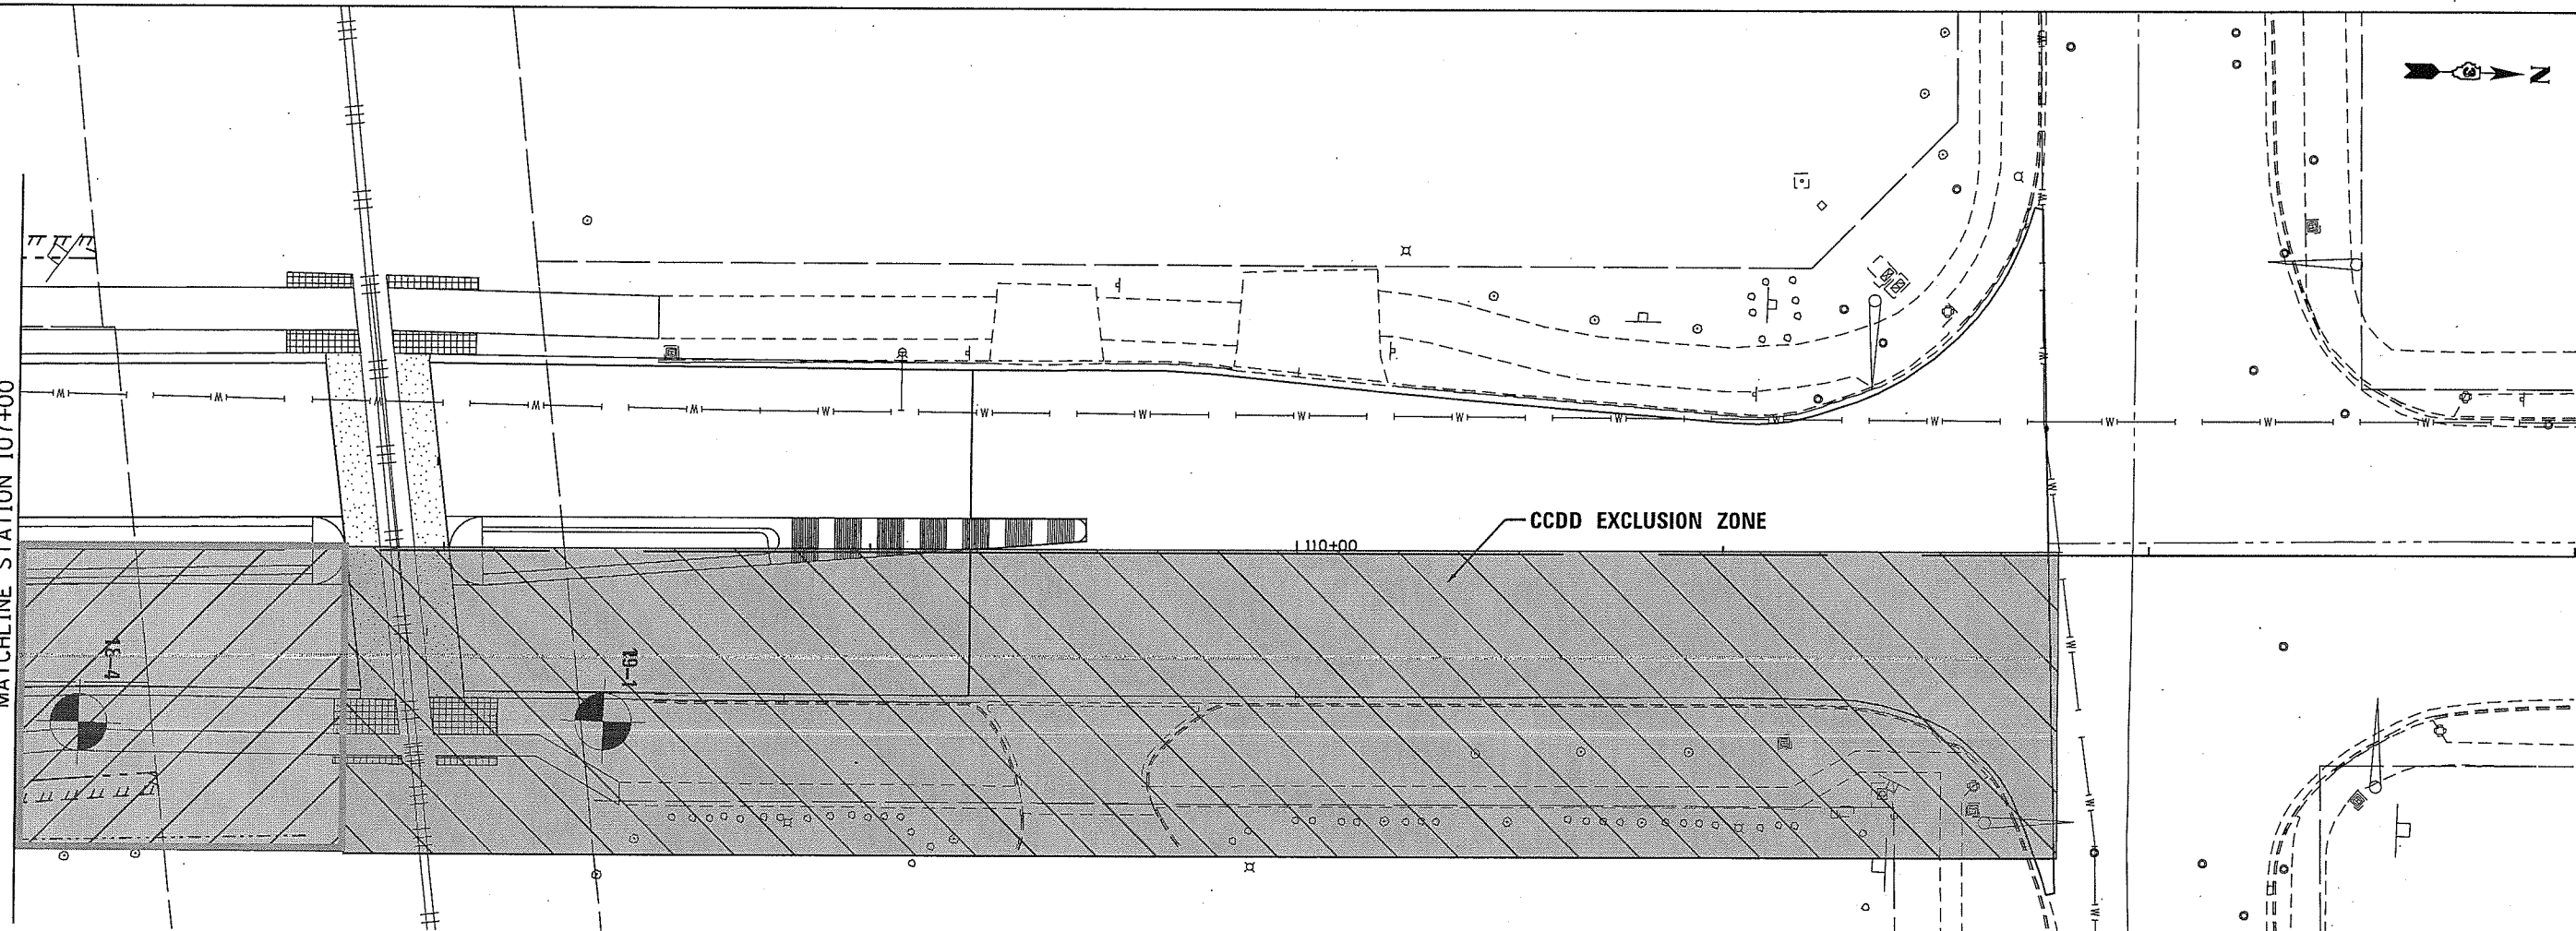 N
MATCHLINE STATION 107+00
W W W W W W W W W W W W W W W W
CCDD EXCLUSION ZONE
110+00
19-1